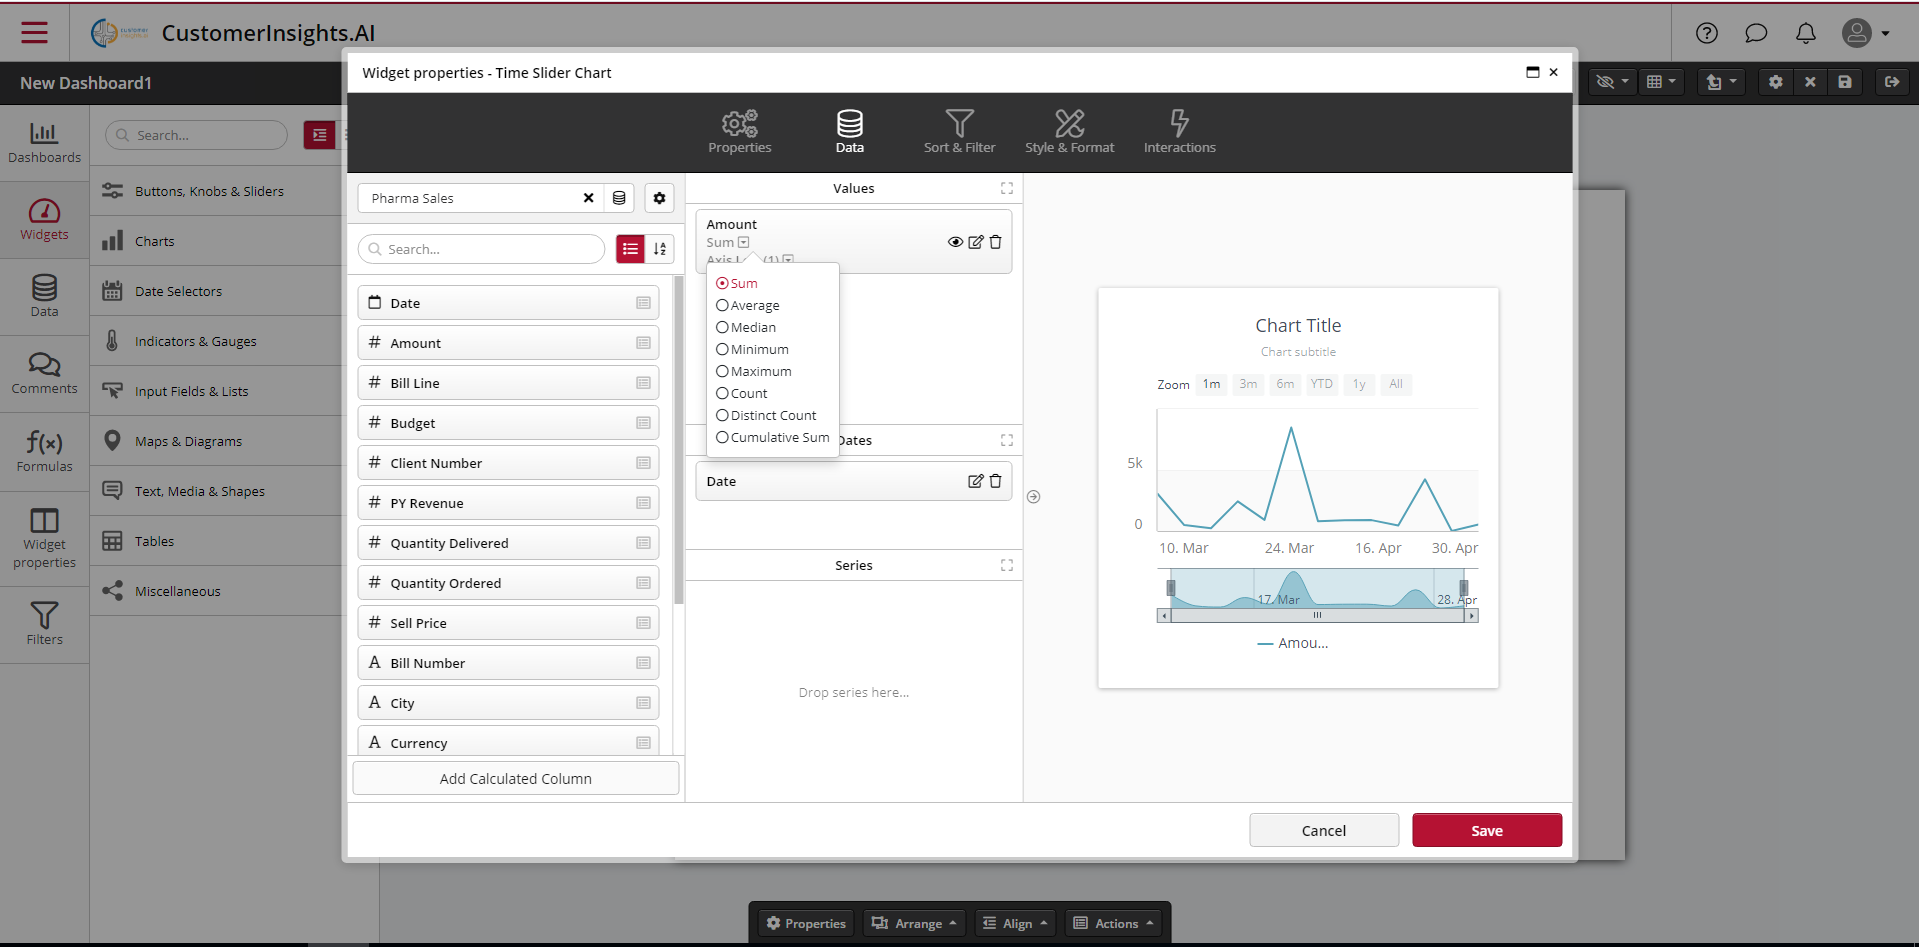 CustomerInsights.AI
New Dashboard1
Dashboards
Widgets
Data
Comments
f(x)
Formulas
Widget
properties
Filters
Search...
Buttons, Knobs & Sliders
Charts
Date Selectors
Indicators & Gauges
Input Fields & Lists
Maps & Diagrams
Text, Media & Shapes
Tables
Miscellaneous
Widget properties - Time Slider Chart
Properties
Data
Sort & Filter
Style & Format
Interactions
Pharma Sales
Search...
Date
# Amount
# Bill Line
# Budget
# Client Number
# PY Revenue
# Quantity Delivered
# Quantity Ordered
# Sell Price
A Bill Number
A City
A Currency
Add Calculated Column
Values
Amount
Sum
(1)
Sum
Average
Median
Minimum
Maximum
Count
Distinct Count
Cumulative Sum
Dates
Date
Series
Drop series here...
Chart Title
Chart subtitle
Zoom 1m 3m 6m YTD 1y All
5k
0
10. Mar 24. Mar 16. Apr 30. Apr
17. Mar 28. Apr
Amou...
Cancel
Save
Properties Arrange Align Actions